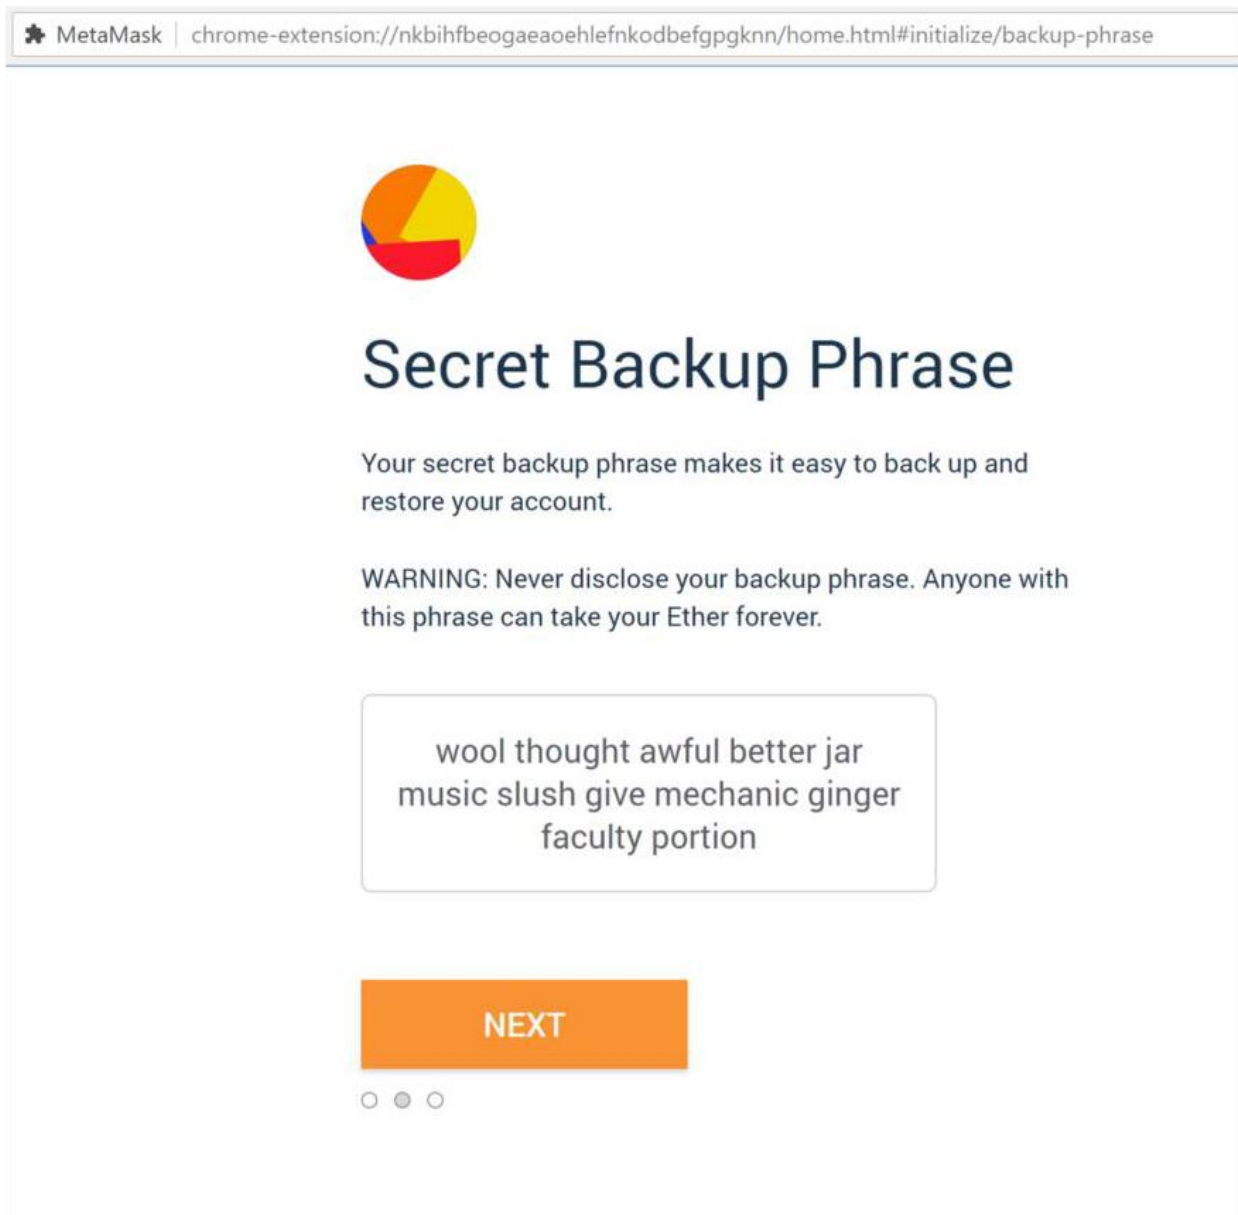 MetaMask | chrome-extension://nkbihfbeogaeaoehlefnkodbefgpgknn/home.html#initialize/backup-phrase
Secret Backup Phrase
Your secret backup phrase makes it easy to back up and
restore your account.
WARNING: Never disclose your backup phrase. Anyone with
this phrase can take your Ether forever.
wool thought awful better jar
music slush give mechanic ginger
faculty portion
NEXT